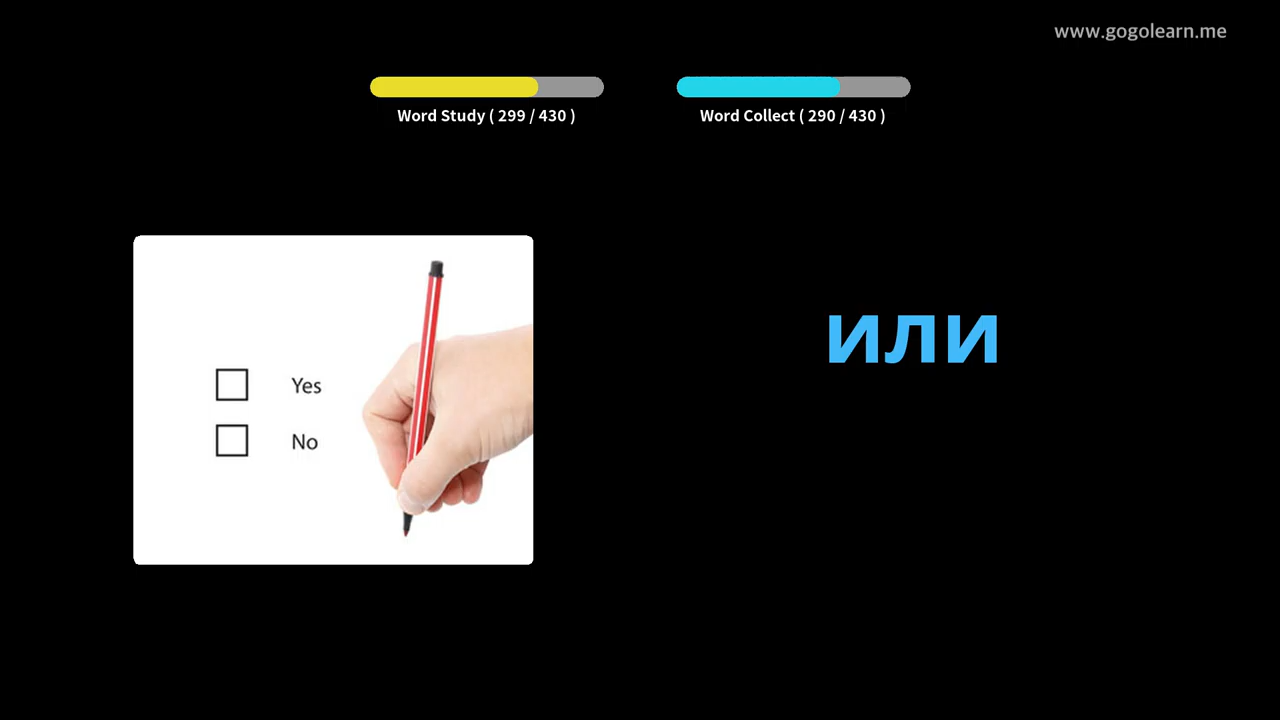 www.gogolearn.me
Word Study ( 299 / 430 )
Word Collect ( 290 / 430 )
или
Yes
No